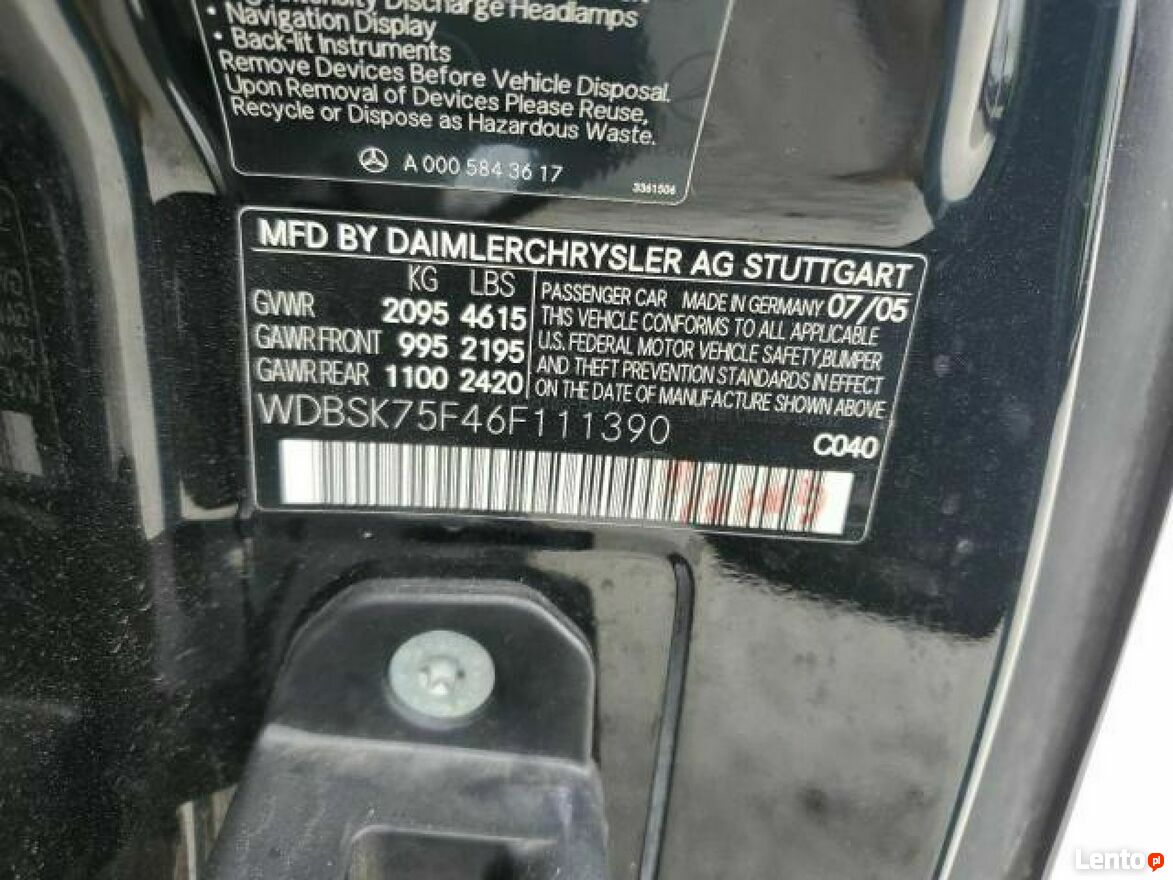 Discharge Headlamps
• Navigation Display
• Back-lit Instruments
Remove Devices Before Vehicle Disposal.
Upon Removal of Devices Please Reuse,
Recycle or Dispose as Hazardous Waste.
A 000 584 36 17
3361506
MFD BY DAIMLERCHRYSLER AG STUTTGART
KG LBS
GVWR 2095 4615
GAWR FRONT 995 2195
GAWR REAR 1100 2420
PASSENGER CAR MADE IN GERMANY 07/05
THIS VEHICLE CONFORMS TO ALL APPLICABLE
U.S. FEDERAL MOTOR VEHICLE SAFETY,BUMPER
AND THEFT PREVENTION STANDARDS IN EFFECT
ON THE DATE OF MANUFACTURE SHOWN ABOVE.
WDBSK75F46F111390
C040
Lento.pl